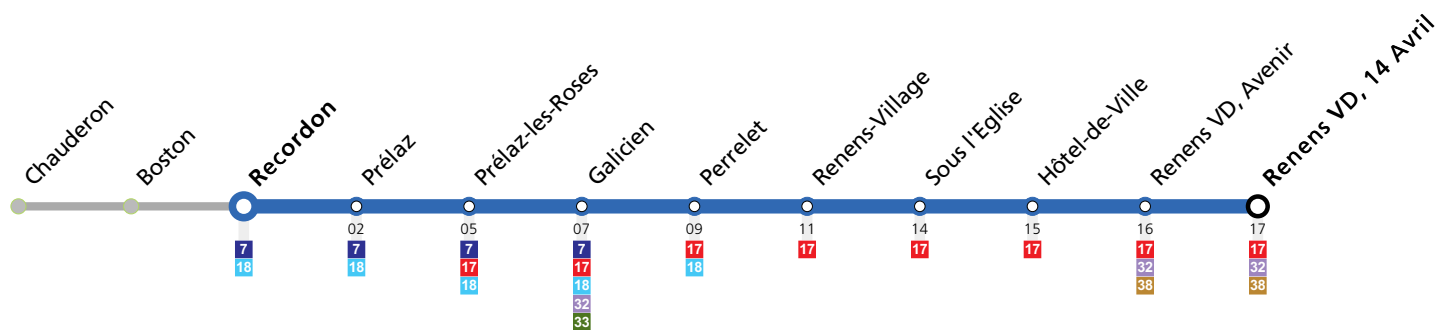 Chauderon
Boston
Recordon
Prélaz
Prélaz-les-Roses
Galicien
Perrelet
Renens-Village
Sous l'Eglise
Hôtel-de-Ville
Renens VD, Avenir
Renens VD, 14 Avril
02 05 07 09 11 14 15 16 17
7 7 7 7 17 17 17 17 17 17
18 18 17 17 18 32 32
18 18 38 38
32
33